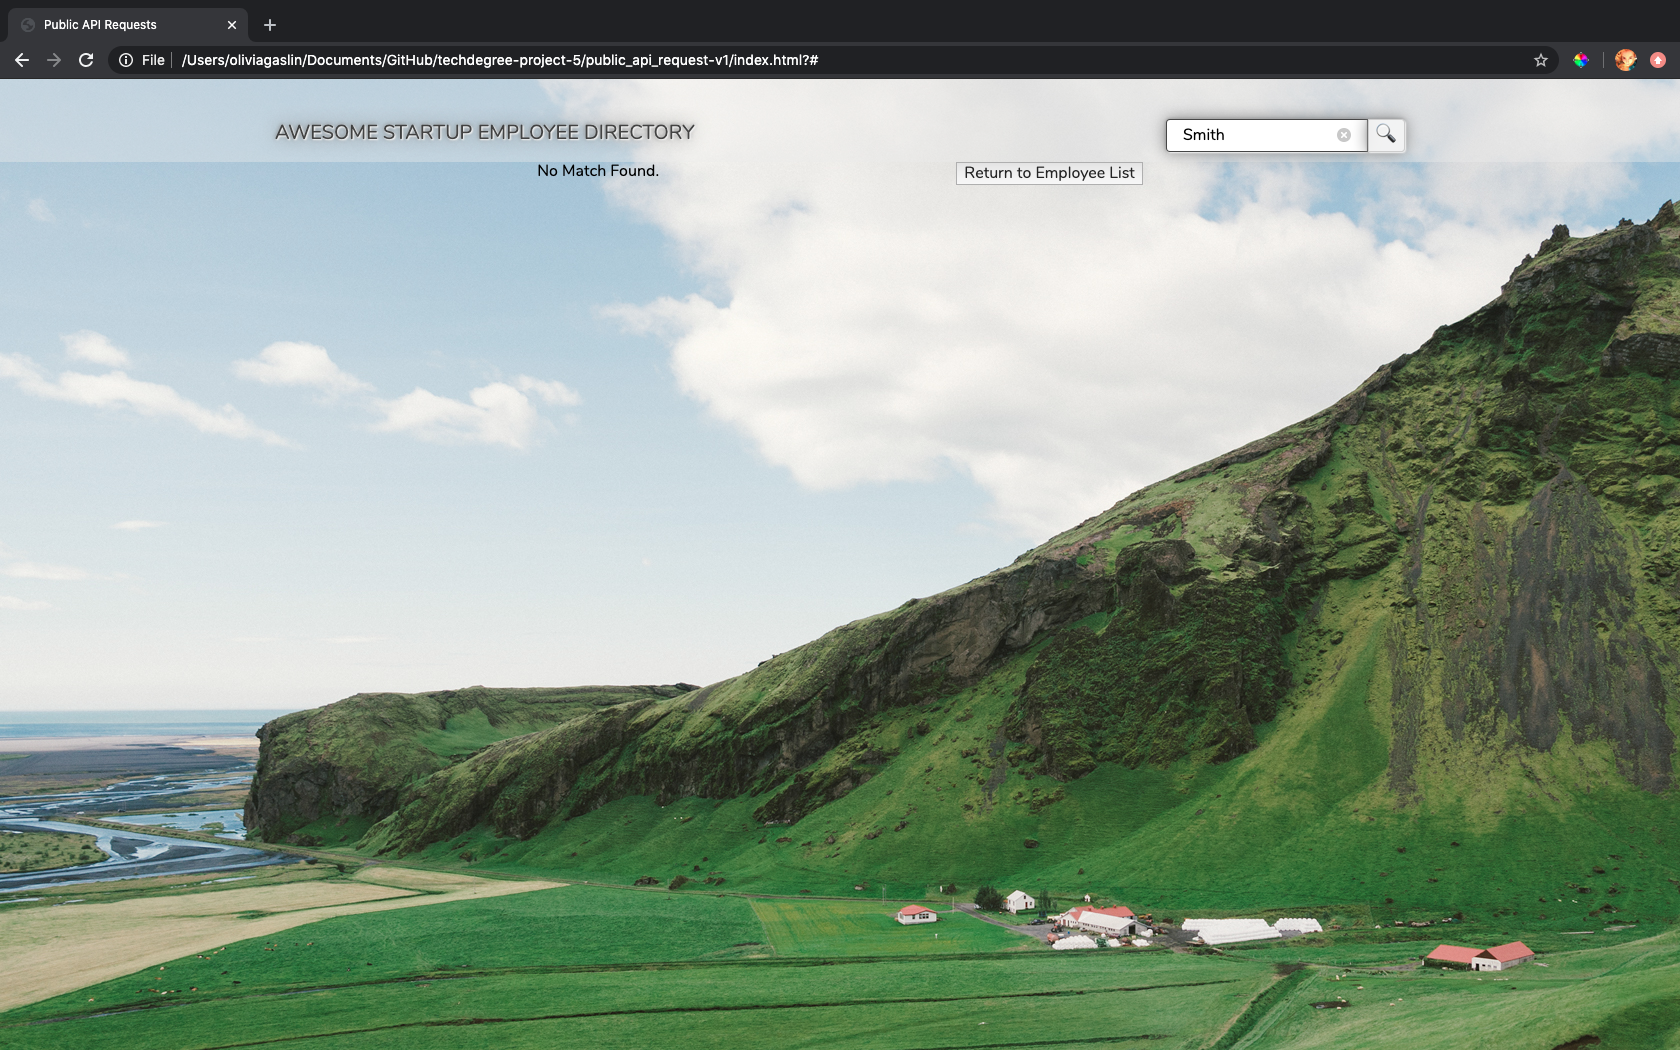 Public API Requests
File /Users/oliviagaslin/Documents/GitHub/techdegree-project-5/public_api_request-v1/index.html?#
AWESOME STARTUP EMPLOYEE DIRECTORY
Smith
No Match Found.
Return to Employee List